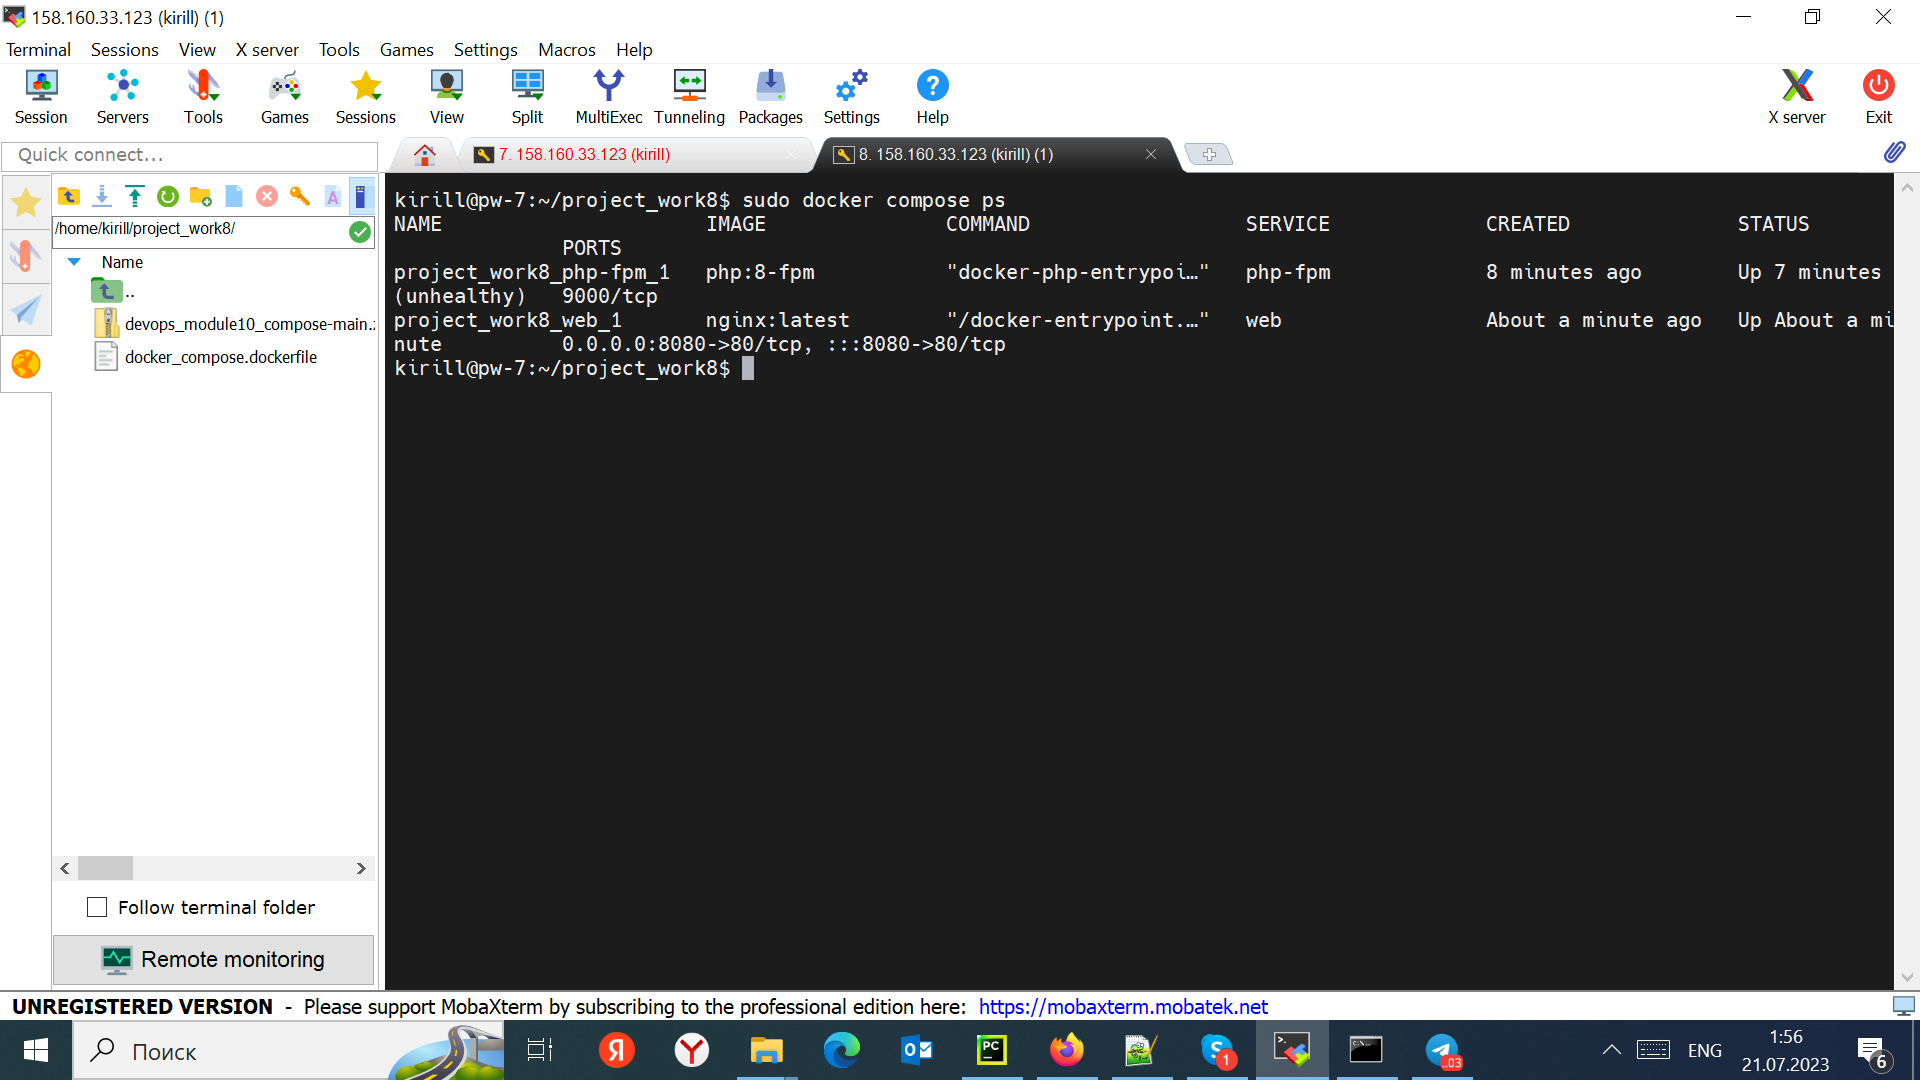 158.160.33.123 (kirill) (1)
Terminal Sessions View X server Tools Games Settings Macros Help
Session Servers Tools Games Sessions View Split MultiExec Tunneling Packages Settings Help X server Exit
Quick connect...
7. 158.160.33.123 (kirill)
8. 158.160.33.123 (kirill) (1)
/home/kirill/project_work8/
Name
..
devops_module10_compose-main.
docker_compose.dockerfile
Follow terminal folder
Remote monitoring
kirill@pw-7:~/project_work8$ sudo docker compose ps
NAME IMAGE COMMAND SERVICE CREATED STATUS
PORTS
project_work8_php-fpm_1 php:8-fpm "docker-php-entrypoi…" php-fpm 8 minutes ago Up 7 minutes
(unhealthy) 9000/tcp
project_work8_web_1 nginx:latest "/docker-entrypoint.…" web About a minute ago Up About a mi
nute 0.0.0.0:8080->80/tcp, :::8080->80/tcp
kirill@pw-7:~/project_work8$
UNREGISTERED VERSION - Please support MobaXterm by subscribing to the professional edition here: https://mobaxterm.mobatek.net
Поиск
Я
Y
PC
1
C:\
..03
ENG
1:56
21.07.2023
6